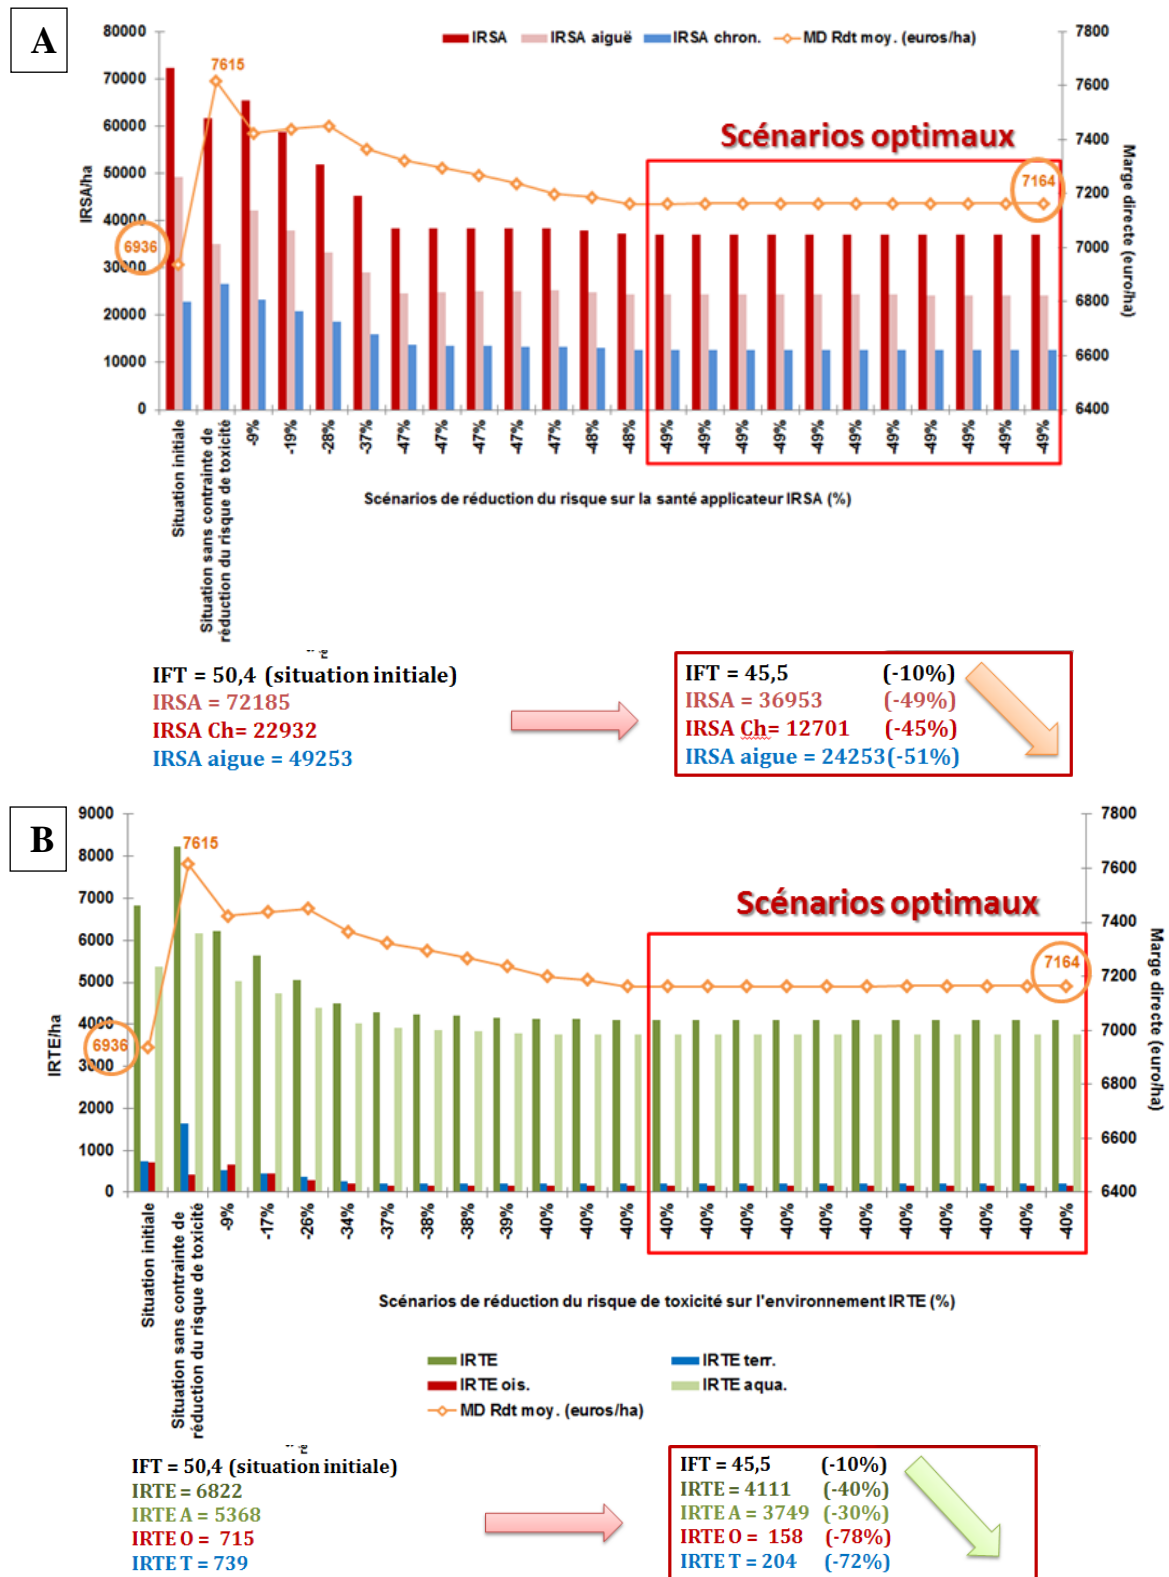 A
IRSA IRSA aiguë IRSA chron. MD Rdt moy. (euros/ha)
80000
70000
60000
50000
40000
30000
20000
10000
0
IRSA/ha
7800
7600
7400
7200
7000
6800
6600
6400
Marge directe (euro/ha)
7615
6936
Scénarios optimaux
7164
Situation initiale
Situation sans contrainte de
réduction du risque de toxicité
-9%
-19%
-28%
-37%
-47%
-47%
-47%
-47%
-47%
-48%
-48%
-49%
-49%
-49%
-49%
-49%
-49%
-49%
-49%
-49%
-49%
-49%
Scénarios de réduction du risque sur la santé applicateur IRSA (%)
IFT = 50,4 (situation initiale)
IRSA = 72185
IRSA Ch= 22932
IRSA aigue = 49253
IFT = 45,5 (-10%)
IRSA = 36953 (-49%)
IRSA Ch= 12701 (-45%)
IRSA aigue = 24253(-51%)
B
9000
8000
7000
6000
5000
4000
3000
2000
1000
0
IRTE/ha
7800
7600
7400
7200
7000
6800
6600
6400
Marge directe (euro/ha)
7615
6936
Scénarios optimaux
7164
Situation initiale
Situation sans contrainte de
réduction du risque de toxicité
-9%
-17%
-26%
-34%
-37%
-38%
-38%
-39%
-40%
-40%
-40%
-40%
-40%
-40%
-40%
-40%
-40%
-40%
-40%
-40%
-40%
-40%
Scénarios de réduction du risque de toxicité sur l'environnement IRTE (%)
IRTE IRTE terr.
IRTE ois. IRTE aqua.
MD Rdt moy. (euros/ha)
IFT = 50,4 (situation initiale)
IRTE = 6822
IRTE A = 5368
IRTE O = 715
IRTE T = 739
IFT = 45,5 (-10%)
IRTE = 4111 (-40%)
IRTE A = 3749 (-30%)
IRTE O = 158 (-78%)
IRTE T = 204 (-72%)